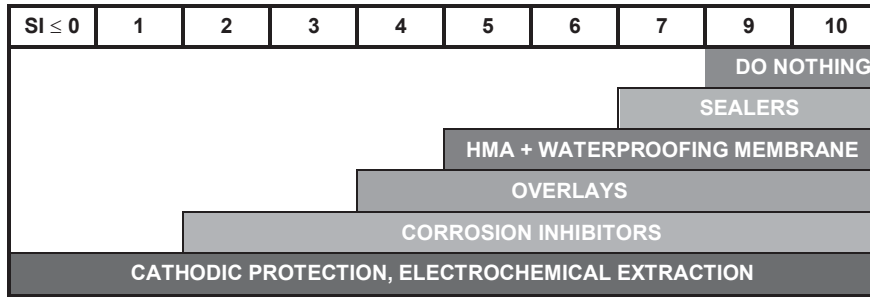 SI ≤ 0 1 2 3 4 5 6 7 9 10
DO NOTHING
SEALERS
HMA + WATERPROOFING MEMBRANE
OVERLAYS
CORROSION INHIBITORS
CATHODIC PROTECTION, ELECTROCHEMICAL EXTRACTION